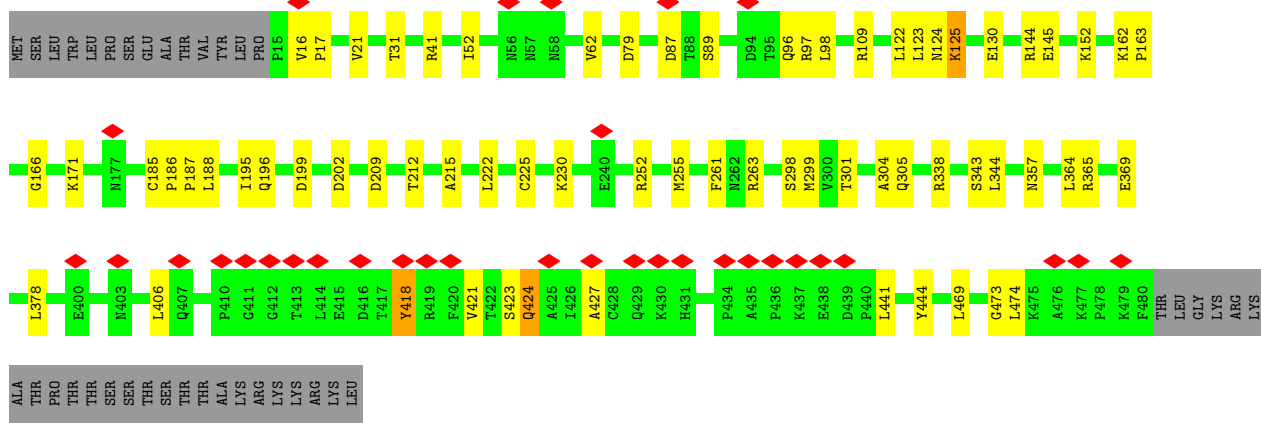 MET SER LEU TRP LEU PRO SER GLU ALA THR VAL TYR LEU PRO P15 V16 P17 V21 T31 R41 I52 N56 N57 N58 V62 D79 D87 T88 S89 D94 T95 Q96 R97 L98 R109 L122 L123 N124 K125 E130 R144 E145 K152 K162 P163
G166 K171 N177 C185 P186 P187 L188 I195 Q196 D199 D202 D209 T212 A215 L222 C225 K230 E240 R252 M255 F261 N262 R263 S298 M299 V300 T301 A304 Q305 R338 S343 L344 N357 L364 R365 E369
L378 E400 N403 L406 Q407 P410 G411 G412 T413 L414 E415 D416 T417 Y418 R419 F420 V421 T422 S423 Q424 A425 I426 A427 C428 Q429 K430 H431 P434 A435 P436 K437 E438 D439 P440 L441 Y444 L469 G473 L474 K475 A476 K477 P478 K479 F480 THR LEU GLY LYS ARG LYS
ALA THR PRO THR THR SER SER THR SER THR THR ALA LYS ARG LYS LYS ARG LYS LEU